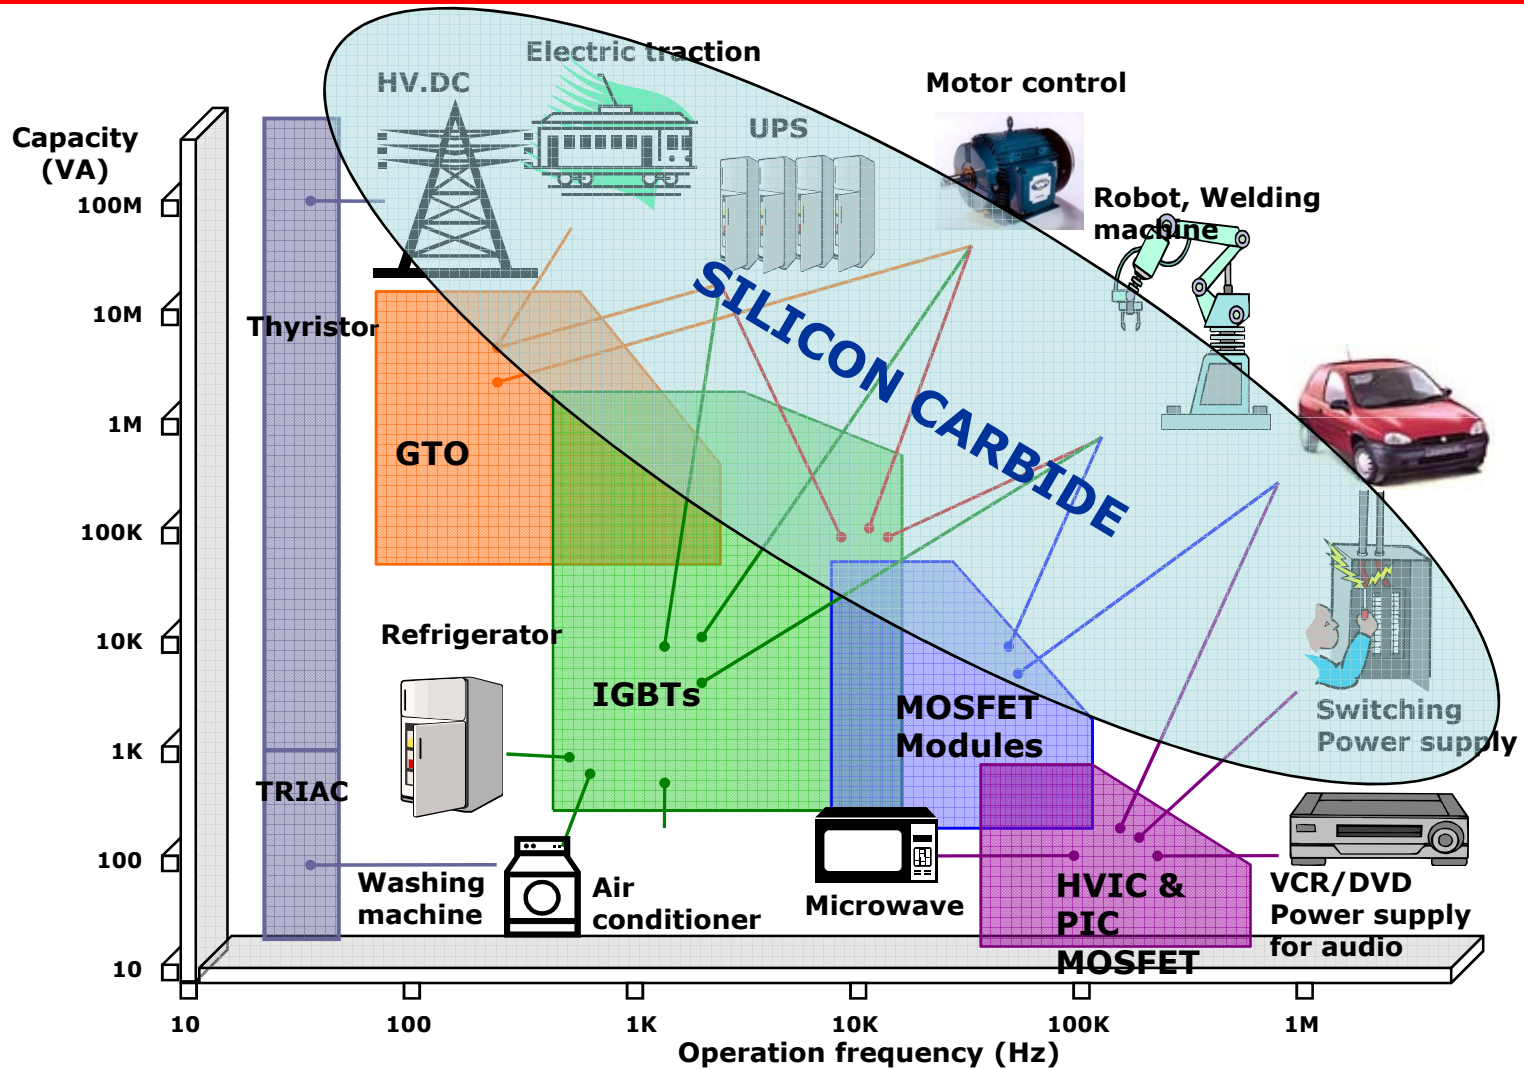 Electric traction
HV.DC
Motor control
UPS
Capacity
(VA)
Robot, Welding
machine
100M
10M
Thyristor
SILICON CARBIDE
1M
GTO
100K
10K
Refrigerator
IGBTs
MOSFET
Modules
Switching
Power supply
1K
TRIAC
100
Washing
machine
Air
conditioner
Microwave
HVIC &
PIC
MOSFET
VCR/DVD
Power supply
for audio
10
10
100
1K
10K
100K
1M
Operation frequency (Hz)